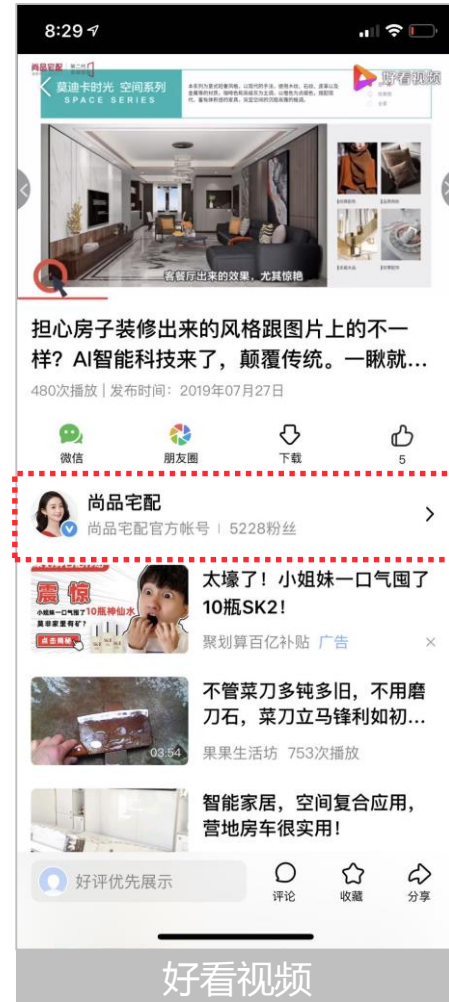 8:29
尚品宅配
莫迪卡时光 空间系列
SPACE SERIES
好看视频
客餐厅出来的效果，尤其惊艳
担心房子装修出来的风格跟图片上的不一
样？AI智能科技来了，颠覆传统。一瞅就...
480次播放 | 发布时间：2019年07月27日
微信
朋友圈
下载
5
尚品宅配
尚品宅配官方帐号 | 5228粉丝
震惊
小姐妹一口气囤了10瓶神仙水
莫非家里有矿?
点击揭秘
太壕了！小姐妹一口气囤了
10瓶SK2！
聚划算百亿补贴 广告
03:54
不管菜刀多钝多旧，不用磨
刀石，菜刀立马锋利如初...
果果生活坊 753次播放
智能家居，空间复合应用，
营地房车很实用！
好评优先展示
评论
收藏
分享
好看视频